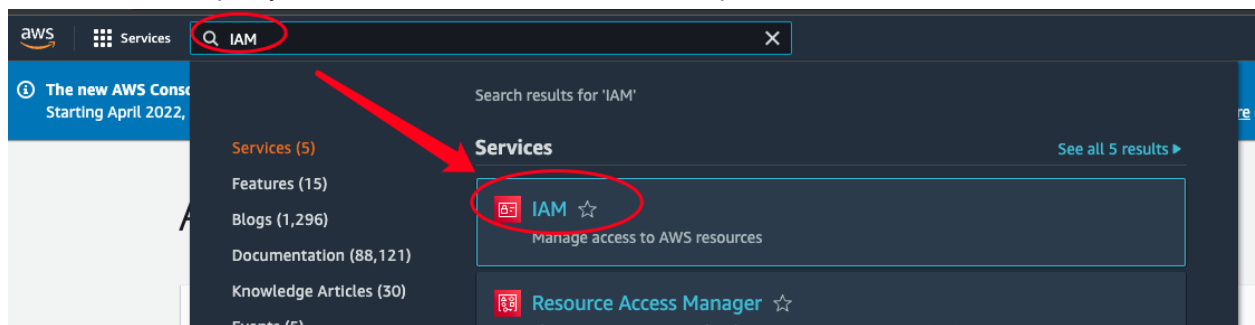 aws
Services
IAM
The new AWS Conso
Starting April 2022,
re
Search results for 'IAM'
Services (5)
Features (15)
Blogs (1,296)
Documentation (88,121)
Knowledge Articles (30)
Services
See all 5 results
IAM
Manage access to AWS resources
Resource Access Manager